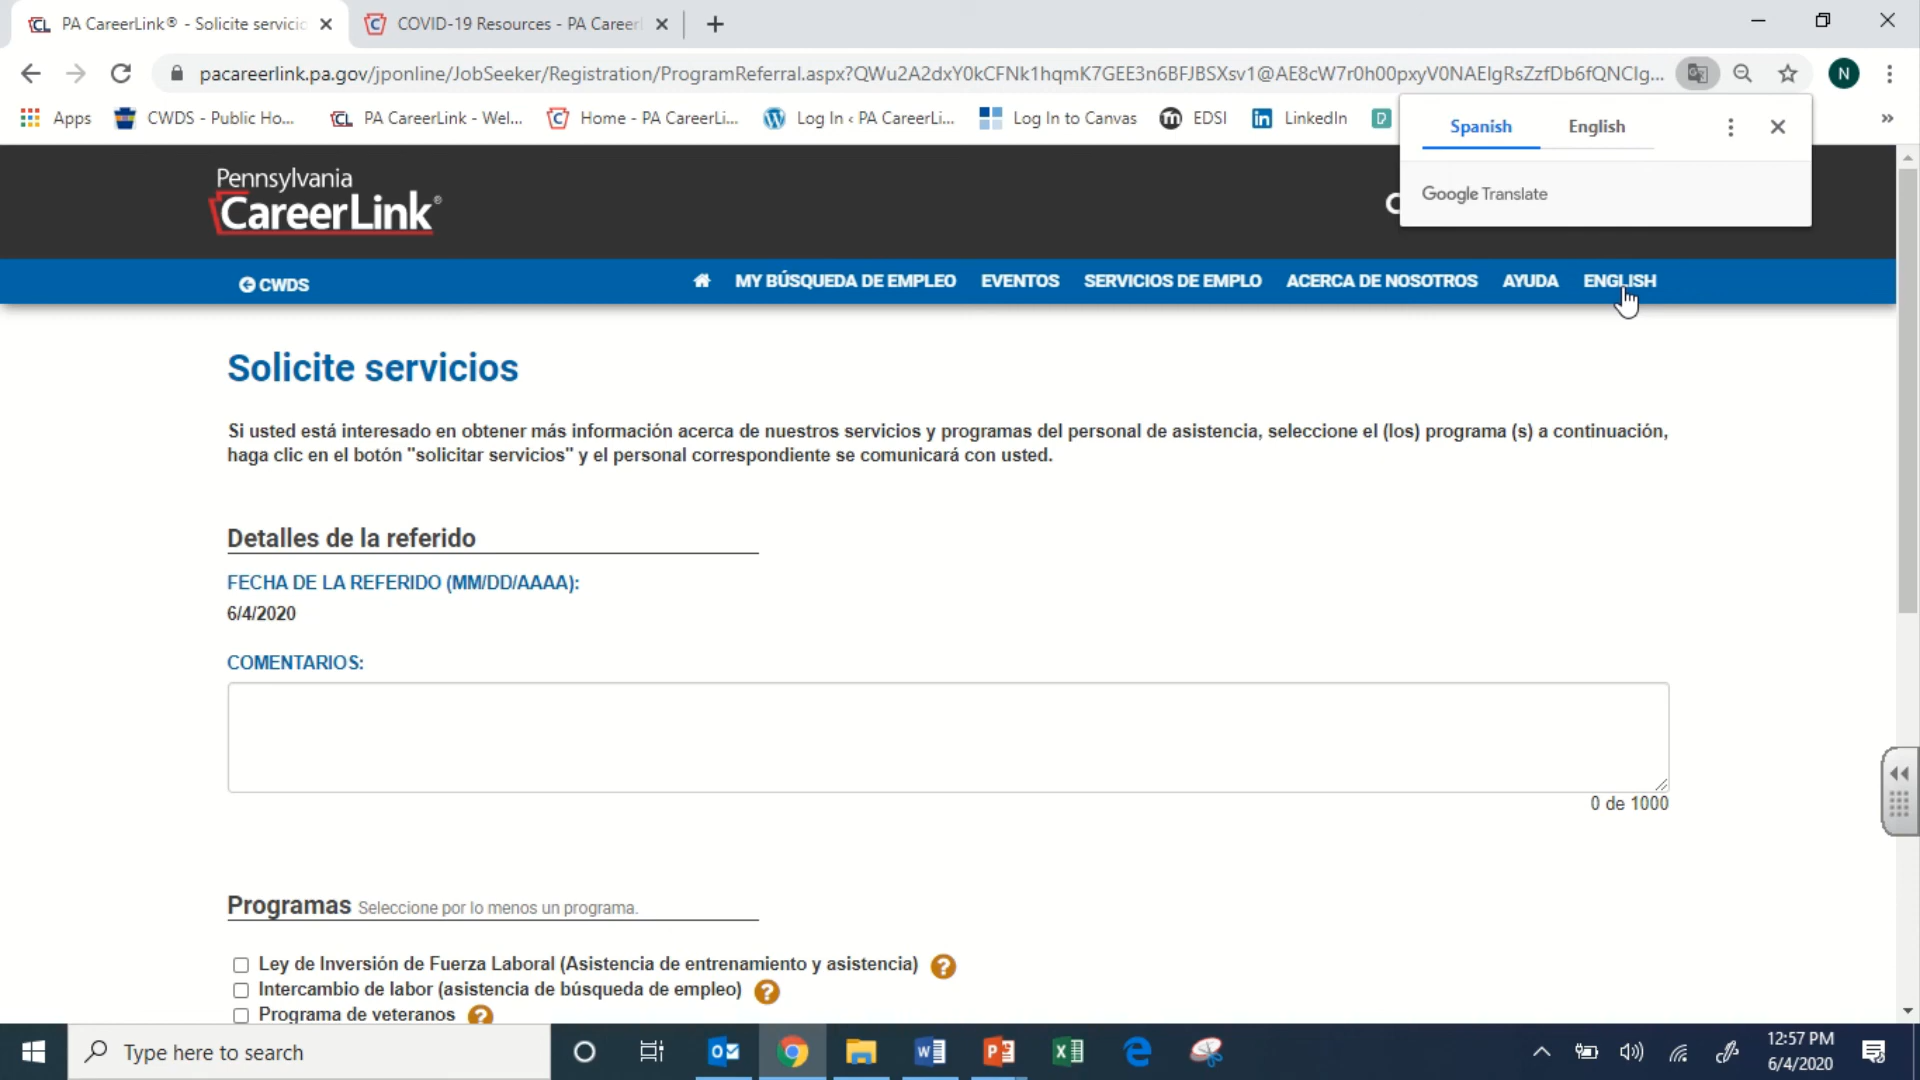 PA CareerLink® - Solicite servicio
COVID-19 Resources - PA Career
pacareerlink.pa.gov/jponline/JobSeeker/Registration/ProgramReferral.aspx?QWu2A2dxY0kCFNk1hqmK7GEE3n6BFJBSXsv1@AE8cW7r0h00pxyV0NAElgRsZzfDb6fQNClg...
N
Apps
CWDS - Public Ho...
PA CareerLink - Wel...
Home - PA CareerLi...
Log In ‹ PA CareerLi...
Log In to Canvas
EDSI
LinkedIn
Spanish English
Google Translate
Pennsylvania
CareerLink®
CWDS
MY BÚSQUEDA DE EMPLEO EVENTOS SERVICIOS DE EMPLO ACERCA DE NOSOTROS AYUDA ENGLISH
Solicite servicios
Si usted está interesado en obtener más información acerca de nuestros servicios y programas del personal de asistencia, seleccione el (los) programa (s) a continuación,
haga clic en el botón "solicitar servicios" y el personal correspondiente se comunicará con usted.
Detalles de la referido
FECHA DE LA REFERIDO (MM/DD/AAAA):
6/4/2020
COMENTARIOS:
0 de 1000
Programas Seleccione por lo menos un programa.
Ley de Inversión de Fuerza Laboral (Asistencia de entrenamiento y asistencia) ?
Intercambio de labor (asistencia de búsqueda de empleo) ?
Programa de veteranos ?
Type here to search
12:57 PM
6/4/2020